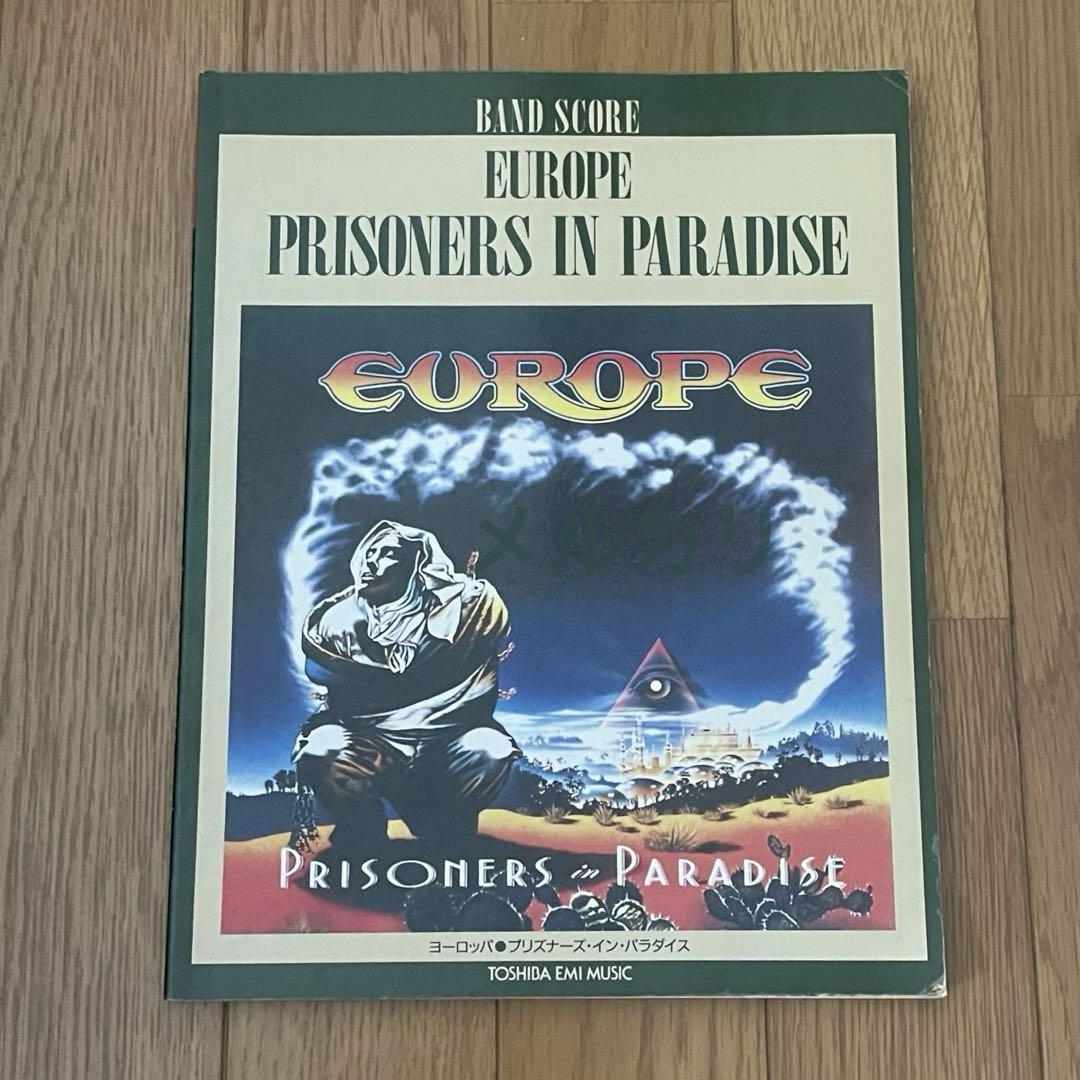 BAND SCORE
EUROPE
PRISONERS IN PARADISE
EUROPE
メルカリ
PRISONERS in PARADISE
ヨーロッパ●プリズナーズ・イン・パラダイス
TOSHIBA EMI MUSIC